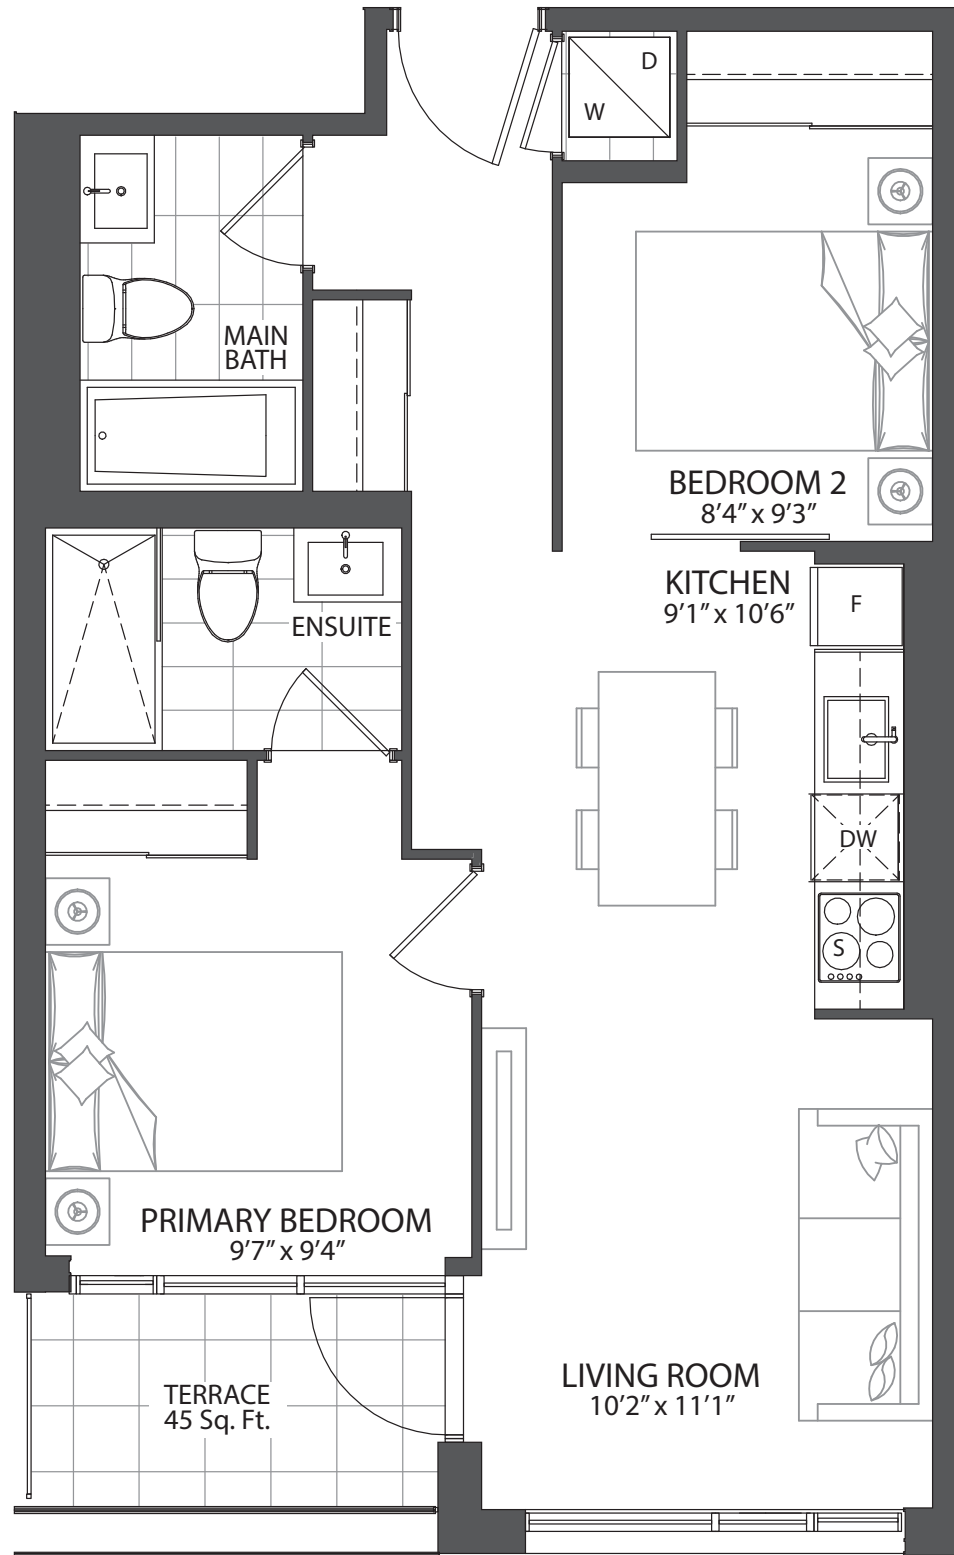 D
W
MAIN
BATH
BEDROOM 2
8’4” x 9’3”
KITCHEN
9’1” x 10’6”
F
ENSUITE
DW
S
PRIMARY BEDROOM
9’7” x 9’4”
LIVING ROOM
10’2” x 11’1”
TERRACE
45 Sq. Ft.